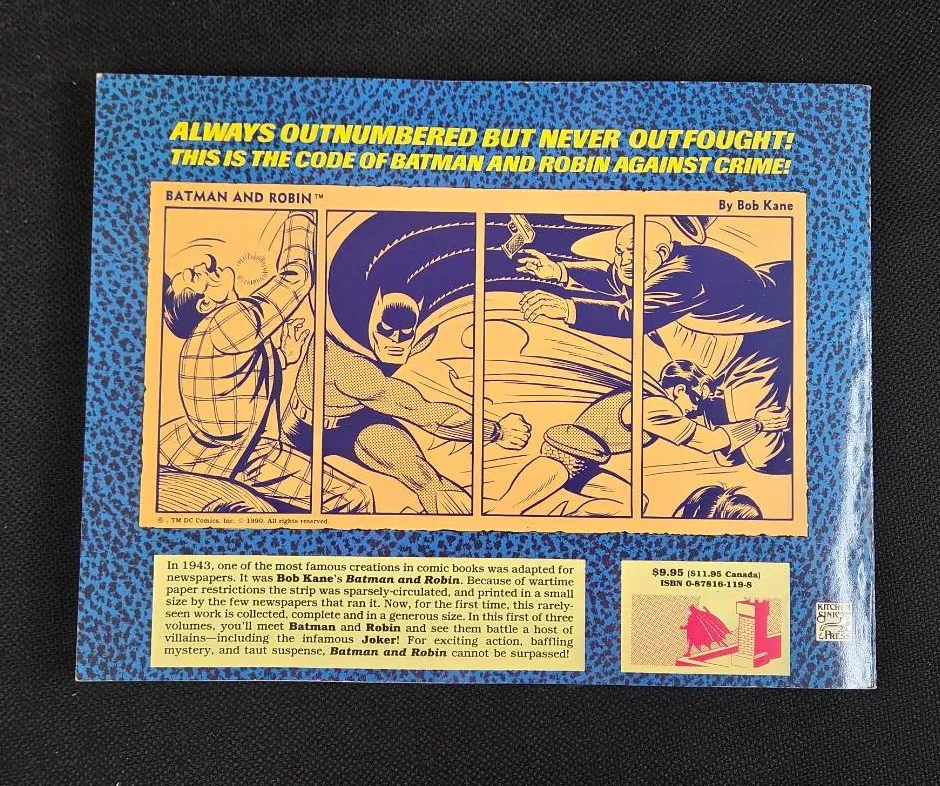 ALWAYS OUTNUMBERED BUT NEVER OUTFOUGHT!
THIS IS THE CODE OF BATMAN AND ROBIN AGAINST CRIME!
BATMAN AND ROBIN™
By Bob Kane
®, TM DC Comics, Inc. © 1990. All rights reserved.
In 1943, one of the most famous creations in comic books was adapted for
newspapers. It was Bob Kane's Batman and Robin. Because of wartime
paper restrictions the strip was sparsely-circulated, and printed in a small
size by the few newspapers that ran it. Now, for the first time, this rarely-
seen work is collected, complete and in a generous size. In this first of three
volumes, you'll meet Batman and Robin and see them battle a host of
villains—including the infamous Joker! For exciting action, baffling
mystery, and taut suspense, Batman and Robin cannot be surpassed!
$9.95 ($11.95 Canada)
ISBN 0-87816-119-8
KITCHEN
SINK
PRESS